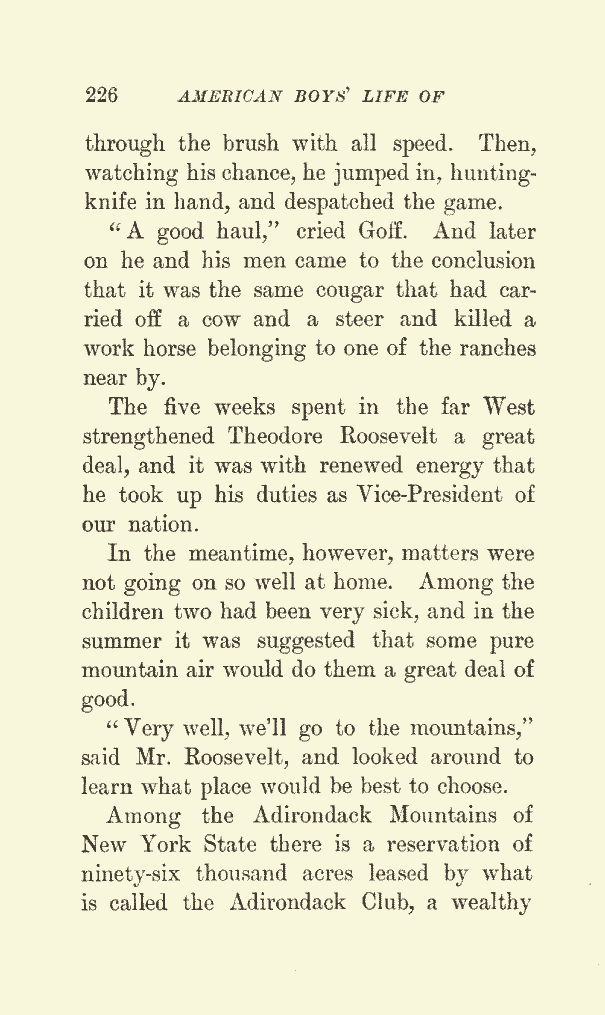 226 AMERICAN BOYS' LIFE OF
through the brush with all speed. Then,
watching his chance, he jumped in, hunting-
knife in hand, and despatched the game.
"A good haul," cried Goff. And later
on he and his men came to the conclusion
that it was the same cougar that had car-
ried off a cow and a steer and killed a
work horse belonging to one of the ranches
near by.
The five weeks spent in the far West
strengthened Theodore Roosevelt a great
deal, and it was with renewed energy that
he took up his duties as Vice-President of
our nation.
In the meantime, however, matters were
not going on so well at home. Among the
children two had been very sick, and in the
summer it was suggested that some pure
mountain air would do them a great deal of
good.
"Very well, we'll go to the mountains,"
said Mr. Roosevelt, and looked around to
learn what place would be best to choose.
Among the Adirondack Mountains of
New York State there is a reservation of
ninety-six thousand acres leased by what
is called the Adirondack Club, a wealthy